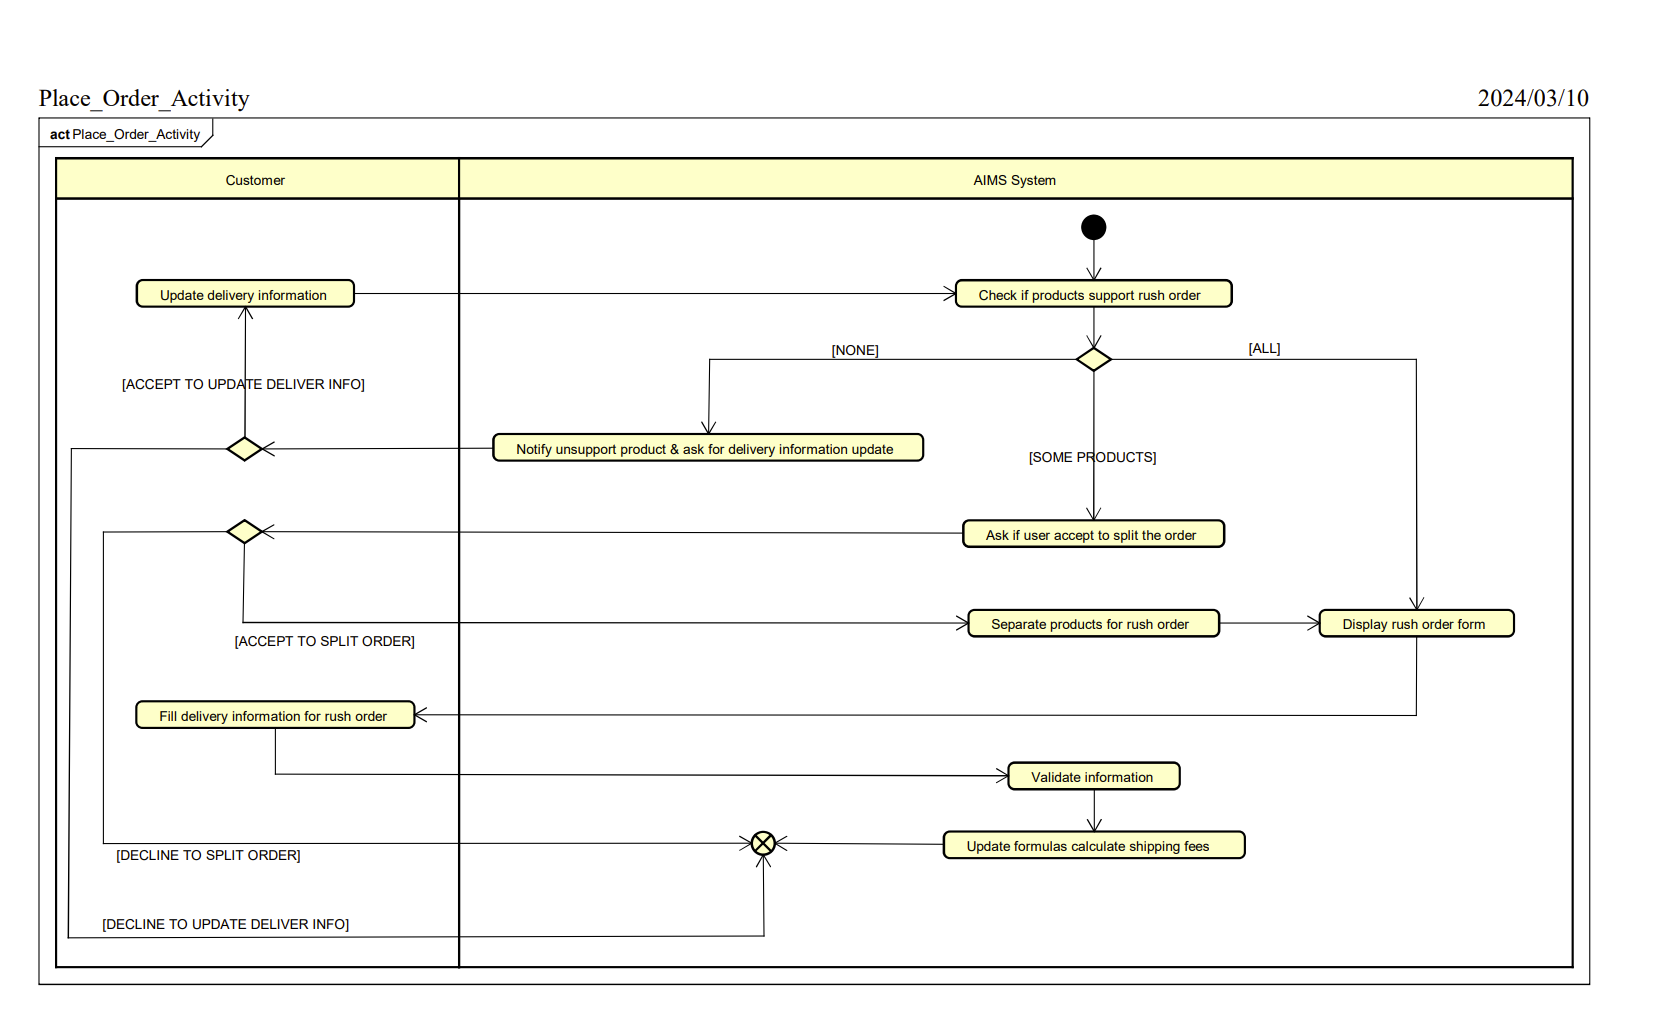 Place_Order_Activity
2024/03/10
act Place_Order_Activity
Customer
AIMS System
Update delivery information
Check if products support rush order
[NONE]
[ALL]
[ACCEPT TO UPDATE DELIVER INFO]
Notify unsupport product & ask for delivery information update
[SOME PRODUCTS]
Ask if user accept to split the order
Separate products for rush order
Display rush order form
[ACCEPT TO SPLIT ORDER]
Fill delivery information for rush order
Validate information
Update formulas calculate shipping fees
[DECLINE TO SPLIT ORDER]
[DECLINE TO UPDATE DELIVER INFO]